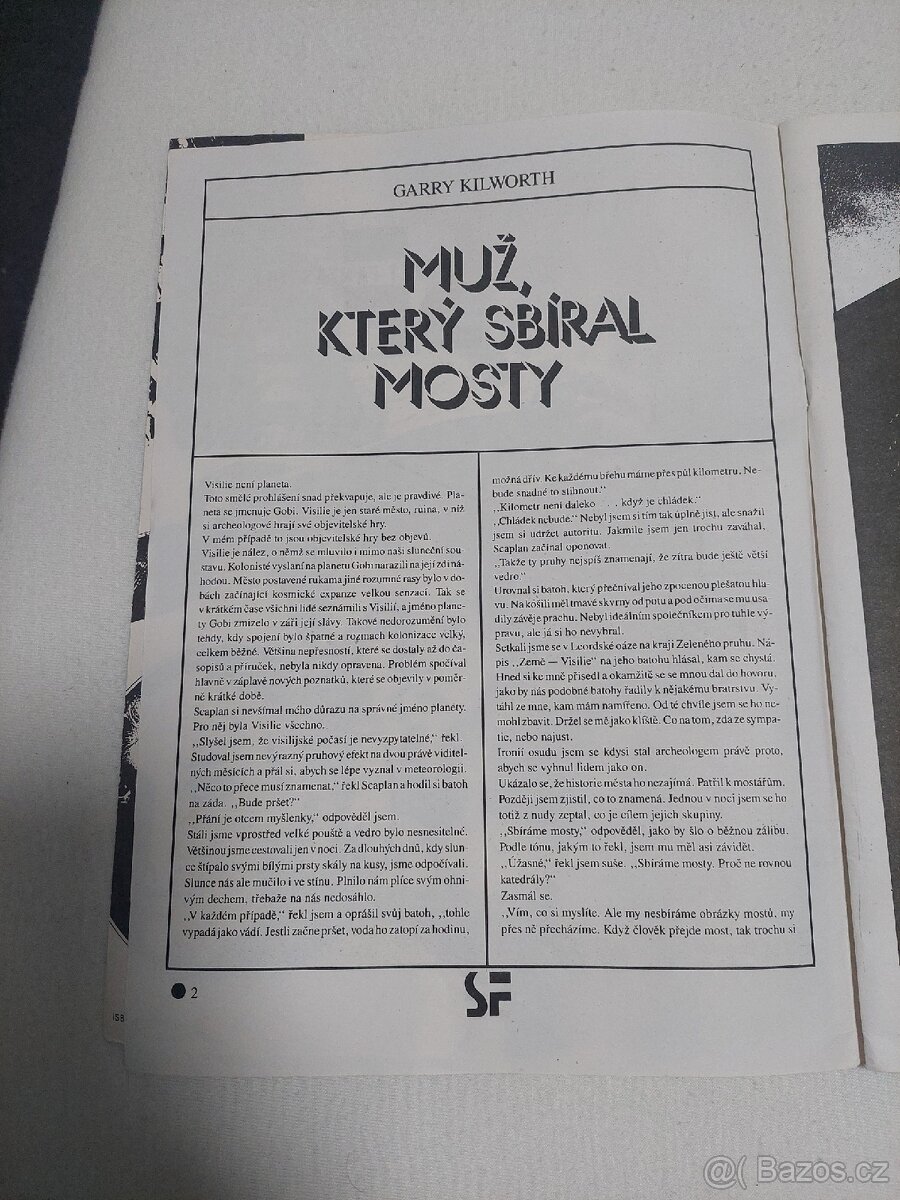 GARRY KILWORTH
MUŽ,
KTERÝ SBÍRAL
MOSTY
Visilie není planeta.
Toto smělé prohlášení snad překvapuje, ale je pravdivé. Pla-
neta se jmenuje Gobi. Visilie je jen staré město, ruina, v níž
si archeologové hrají své objevitelské hry.
V mém případě to jsou objevitelské hry bez objevů.
Visilie je nález, o němž se mluvilo i mimo naši sluneční sou-
stavu. Kolonisté vyslaní na planetu Gobi narazili na její zdi ná-
hodou. Město postavené rukama jiné rozumné rasy bylo v do-
bách začínající kosmické expanze velkou senzací. Tak se
v krátkém čase všichni lidé seznámili s Visilií, a jméno plane-
ty Gobi zmizelo v záři její slávy. Takové nedorozumění bylo
tehdy, kdy spojení bylo špatné a rozmach kolonizace velký,
celkem běžné. Většina nepřesností, které se dostaly až do ča-
sopisů a příruček, nebyla nikdy opravena. Problém spočíval
hlavně v záplavě nových poznatků, které se objevily v poměr-
ně krátké době.
Scaplan si nevšímal mého důrazu na správné jméno planety.
Pro něj byla Visilie všechno.
,,Slyšel jsem, že visilijské počasí je nevyzpytatelné,“ řekl.
Studoval jsem nevýrazný pruhový efekt na dvou právě viditel-
ných měsících a přál si, abych se lépe vyznal v meteorologii.
,,Něco to přece musí znamenat,“ řekl Scaplan a hodil si batoh
na záda. ,,Bude pršet?“
,,Přání je otcem myšlenky,“ odpověděl jsem.
Stáli jsme vprostřed velké pouště a vedro bylo nesnesitelné.
Většinou jsme cestovali jen v noci. Za dlouhých dnů, kdy slun-
ce štípalo svými bílými prsty skály na kusy, jsme odpočívali.
Slunce nás ale mučilo i ve stínu. Plnilo nám plíce svým ohni-
vým dechem, třebaže na nás nedosáhlo.
,,V každém případě,“ řekl jsem a oprášil svůj batoh, ,,tohle
vypadá jako vádí. Jestli začne pršet, voda ho zatopí za hodinu,
možná dřív. Ke každému břehu máme přes půl kilometru. Ne-
bude snadné to stihnout.“
,,Kilometr není daleko . . . když je chládek.“
,,Chládek nebude.“ Nebyl jsem si tím tak úplně jist, ale snažil
jsem si udržet autoritu. Jakmile jsem jen trochu zaváhal,
Scaplan začínal oponovat.
,,Takže ty pruhy nejspíš znamenají, že zítra bude ještě větší
vedro.“
Urovnal si batoh, který přečníval jeho zpocenou plešatou hla-
vu. Na košili měl tmavé skvrny od potu a pod očima se mu usa-
dily závěje prachu. Nebyl ideálním společníkem pro tuhle vý-
pravu, ale já si ho nevybral.
Setkali jsme se v Leordské oáze na kraji Zeleného pruhu. Ná-
pis ,,Země — Visilie“ na jeho batohu hlásal, kam se chystá.
Hned si ke mně přisedl a okamžitě se se mnou dal do hovoru,
jako by nás podobné batohy řadily k nějakému bratrstvu. Vy-
táhl ze mne, kam mám namířeno. Od té chvíle jsem se ho ne-
mohl zbavit. Držel se mě jako klíště. Co na tom, zda ze sympa-
tie, nebo najust.
Ironií osudu jsem se kdysi stal archeologem právě proto,
abych se vyhnul lidem jako on.
Ukázalo se, že historie města ho nezajímá. Patřil k mostářům.
Později jsem zjistil, co to znamená. Jednou v noci jsem se ho
totiž z nudy zeptal, co je cílem jejich skupiny.
,,Sbíráme mosty,“ odpověděl, jako by šlo o běžnou zálibu.
Podle tónu, jakým to řekl, jsem mu měl asi závidět.
,,Úžasné,“ řekl jsem suše. ,,Sbíráme mosty. Proč ne rovnou
katedrály?“
Zasmál se.
,,Vím, co si myslíte. Ale my nesbíráme obrázky mostů, my
přes ně přecházíme. Když člověk přejde most, tak trochu si
2
SF
ISB
@( Bazos.cz